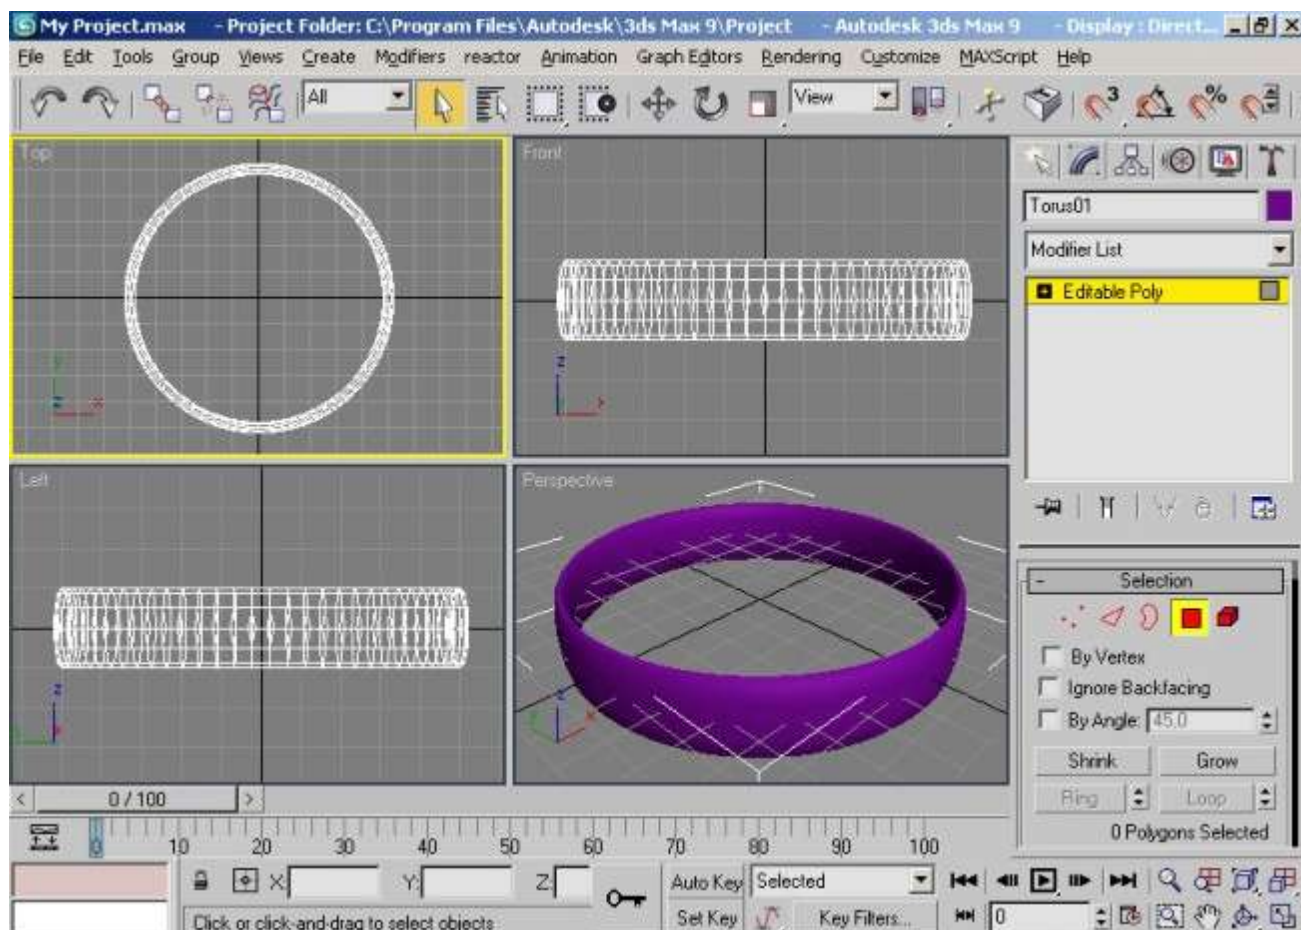 My Project.max - Project Folder: C:\Program Files\Autodesk\3ds Max 9\Project - Autodesk 3ds Max 9 - Display : Direct...
File Edit Tools Group Views Create Modifiers reactor Animation Graph Editors Rendering Customize MAXScript Help
All View 3 %
Top Front
Torus01
Modifier List
Editable Poly
z x
Left Perspective
Selection
By Vertex
Ignore Backfacing
By Angle: 45.0
Shrink Grow
Ring Loop
0 Polygons Selected
< 0 / 100 >
0 10 20 30 40 50 60 70 80 90 100
X: Y: Z: Auto Key Selected
Click or click-and-drag to select objects Set Key Key Filters... 0